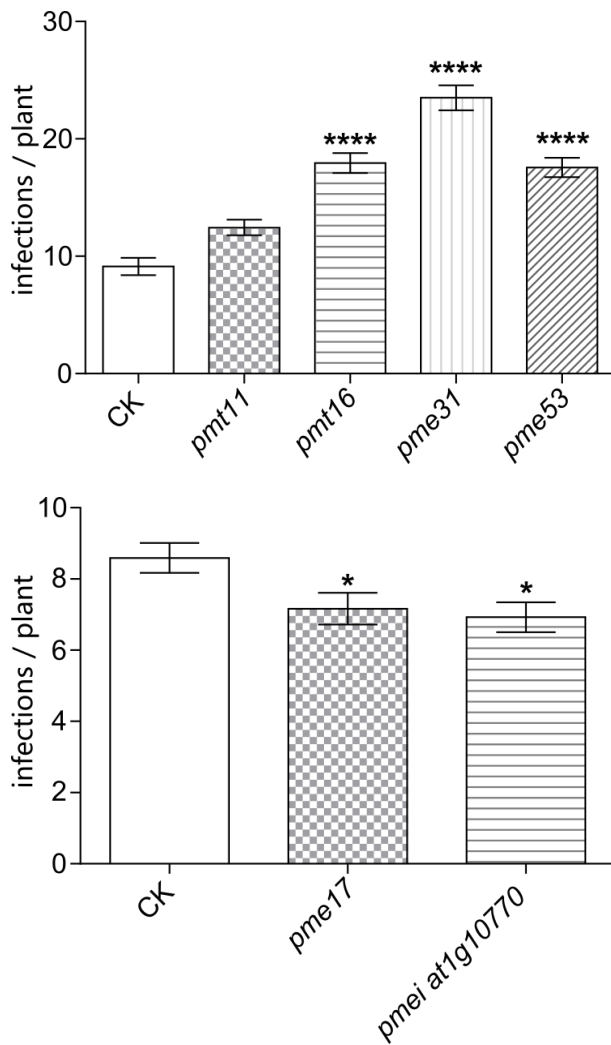 infections / plant
30
20
10
0
****
****
****
CK
pmt11
pmt16
pme31
pme53
infections / plant
10
8
6
4
2
0
*
*
CK
pme17
pmei at1g10770